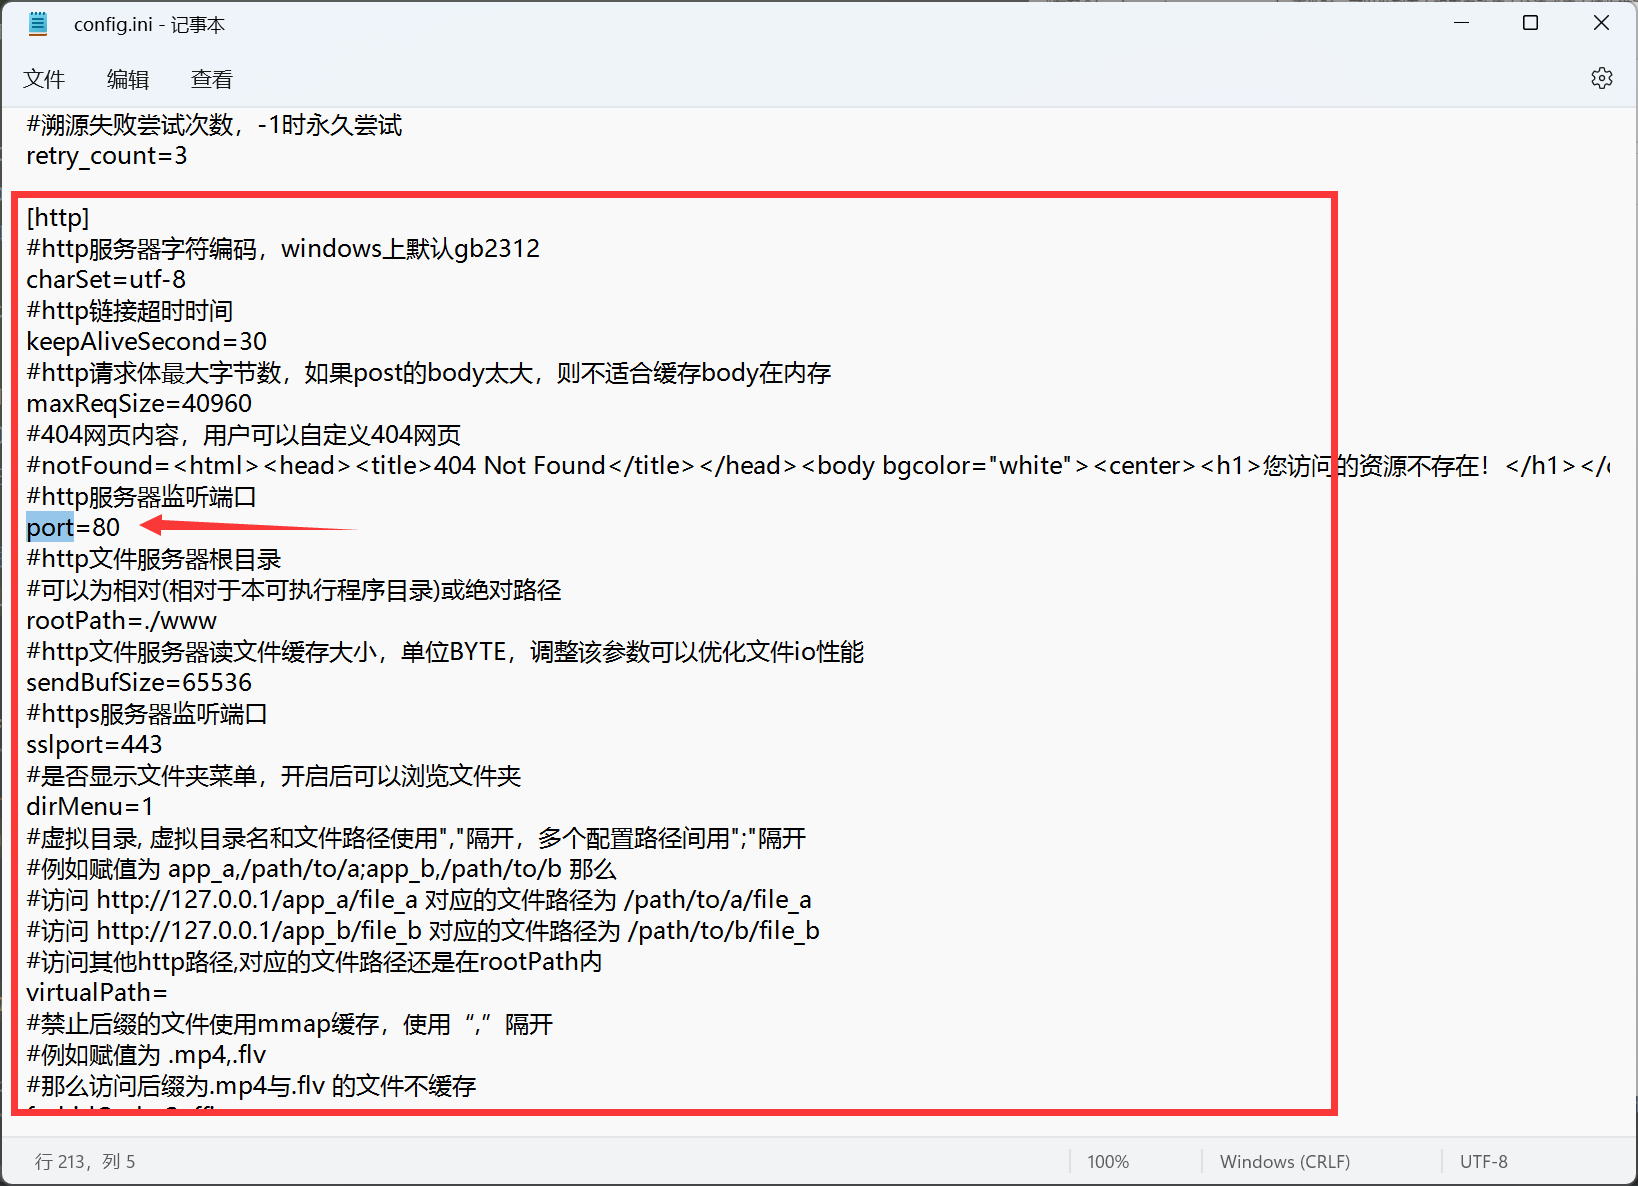 config.ini - 记事本
文件 编辑 查看
#溯源失败尝试次数，-1时永久尝试
retry_count=3
[http]
#http服务器字符编码，windows上默认gb2312
charSet=utf-8
#http链接超时时间
keepAliveSecond=30
#http请求体最大字节数，如果post的body太大，则不适合缓存body在内存
maxReqSize=40960
#404网页内容，用户可以自定义404网页
#notFound=<html><head><title>404 Not Found</title></head><body bgcolor="white"><center><h1>您访问的资源不存在！</h1></
#http服务器监听端口
port=80
#http文件服务器根目录
#可以为相对(相对于本可执行程序目录)或绝对路径
rootPath=./www
#http文件服务器读文件缓存大小，单位BYTE，调整该参数可以优化文件io性能
sendBufSize=65536
#https服务器监听端口
sslport=443
#是否显示文件夹菜单，开启后可以浏览文件夹
dirMenu=1
#虚拟目录, 虚拟目录名和文件路径使用","隔开，多个配置路径间用";"隔开
#例如赋值为 app_a,/path/to/a;app_b,/path/to/b 那么
#访问 http://127.0.0.1/app_a/file_a 对应的文件路径为 /path/to/a/file_a
#访问 http://127.0.0.1/app_b/file_b 对应的文件路径为 /path/to/b/file_b
#访问其他http路径,对应的文件路径还是在rootPath内
virtualPath=
#禁止后缀的文件使用mmap缓存，使用“,”隔开
#例如赋值为 .mp4,.flv
#那么访问后缀为.mp4与.flv 的文件不缓存
行 213，列 5 100% Windows (CRLF) UTF-8